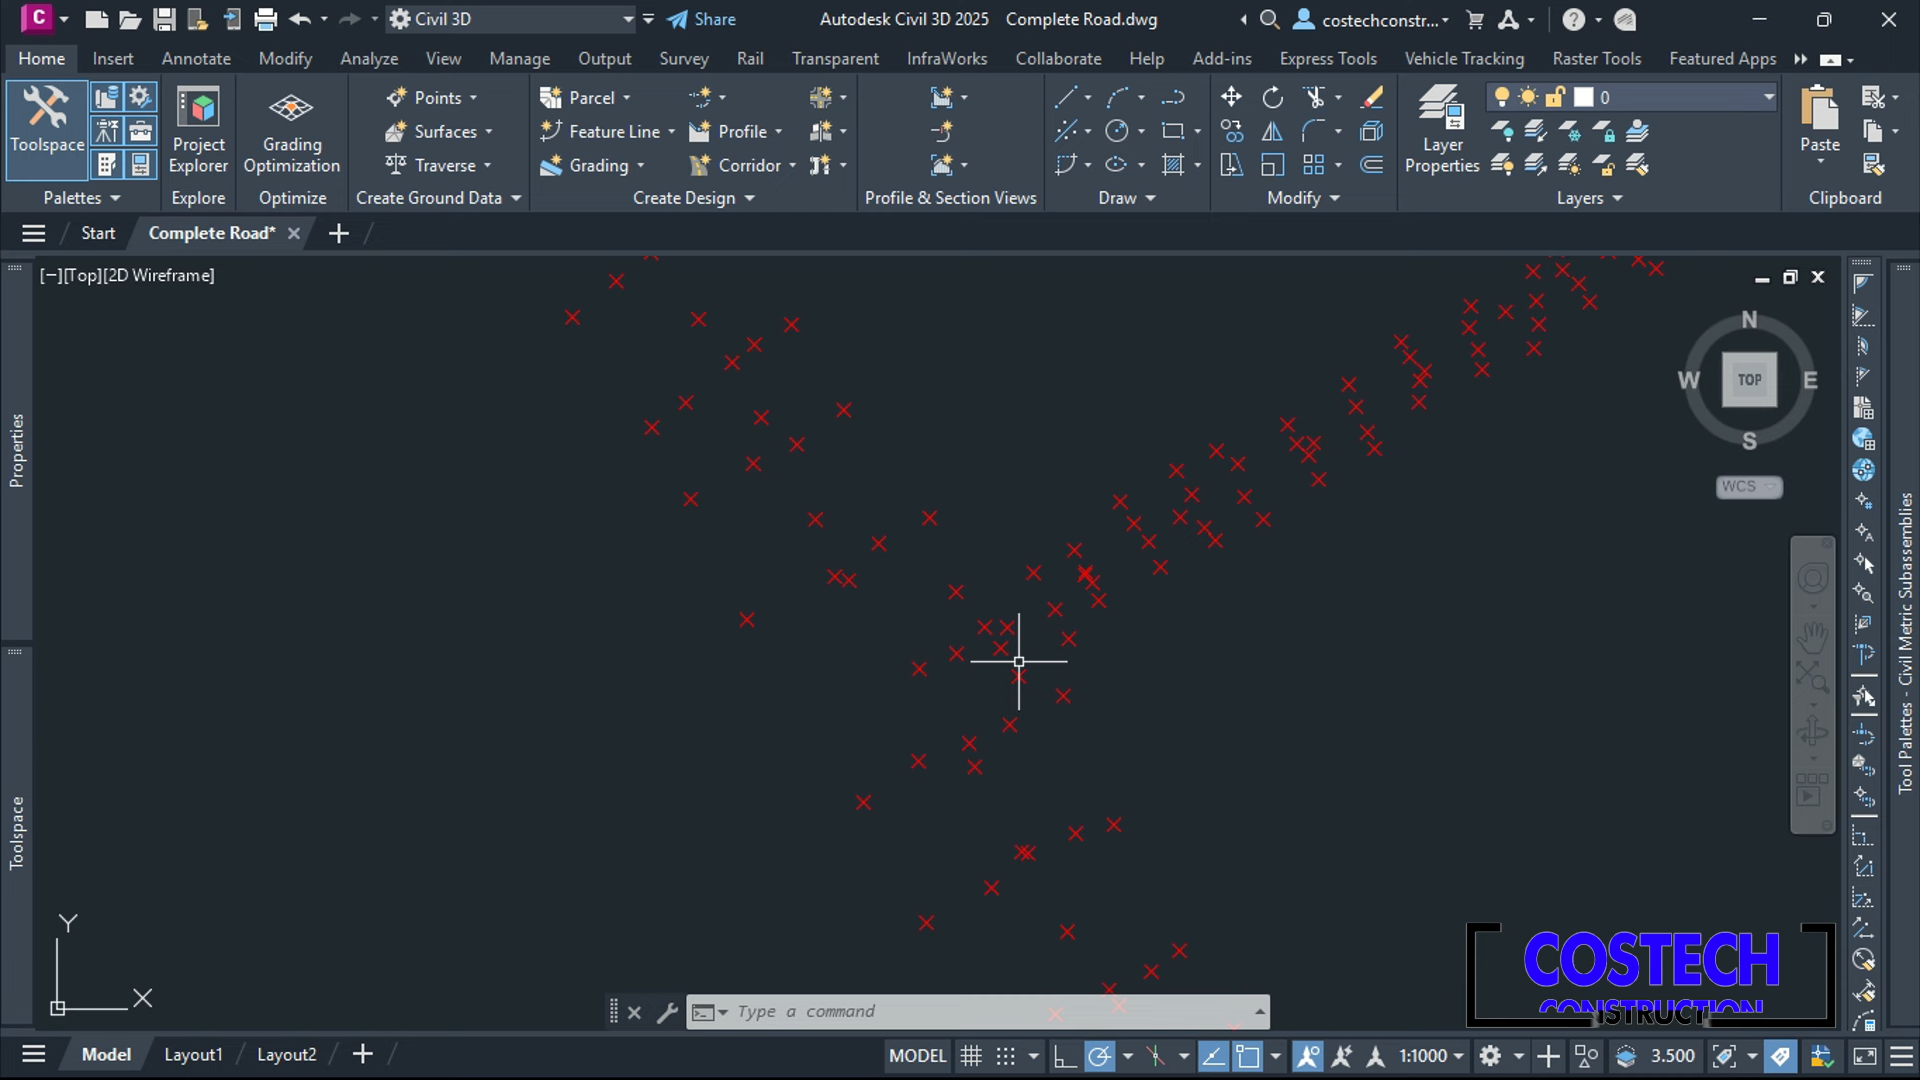 C
Civil 3D
Share
Autodesk Civil 3D 2025 Complete Road.dwg
costechconstr...
Home Insert Annotate Modify Analyze View Manage Output Survey Rail Transparent InfraWorks Collaborate Help Add-ins Express Tools Vehicle Tracking Raster Tools Featured Apps
Toolspace
Project Explorer
Grading Optimization
Points
Surfaces
Traverse
Parcel
Feature Line
Grading
Profile
Corridor
Layer Properties
0
Paste
Palettes Explore Optimize Create Ground Data Create Design Profile & Section Views Draw Modify Layers Clipboard
Start Complete Road*
[−][Top][2D Wireframe]
N
W TOP E
S
WCS
Properties
Toolspace
Tool Palettes - Civil Metric Subassemblies
Y
X
COSTECH
CONSTRUCTION
Type a command
Model Layout1 Layout2
MODEL
1:1000
3.500